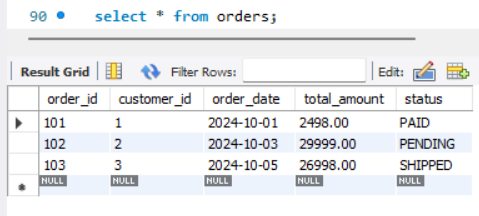 90 select * from orders;
Result Grid Filter Rows: Edit:
order_id customer_id order_date total_amount status
101 1 2024-10-01 2498.00 PAID
102 2 2024-10-03 29999.00 PENDING
103 3 2024-10-05 26998.00 SHIPPED
NULL NULL NULL NULL NULL